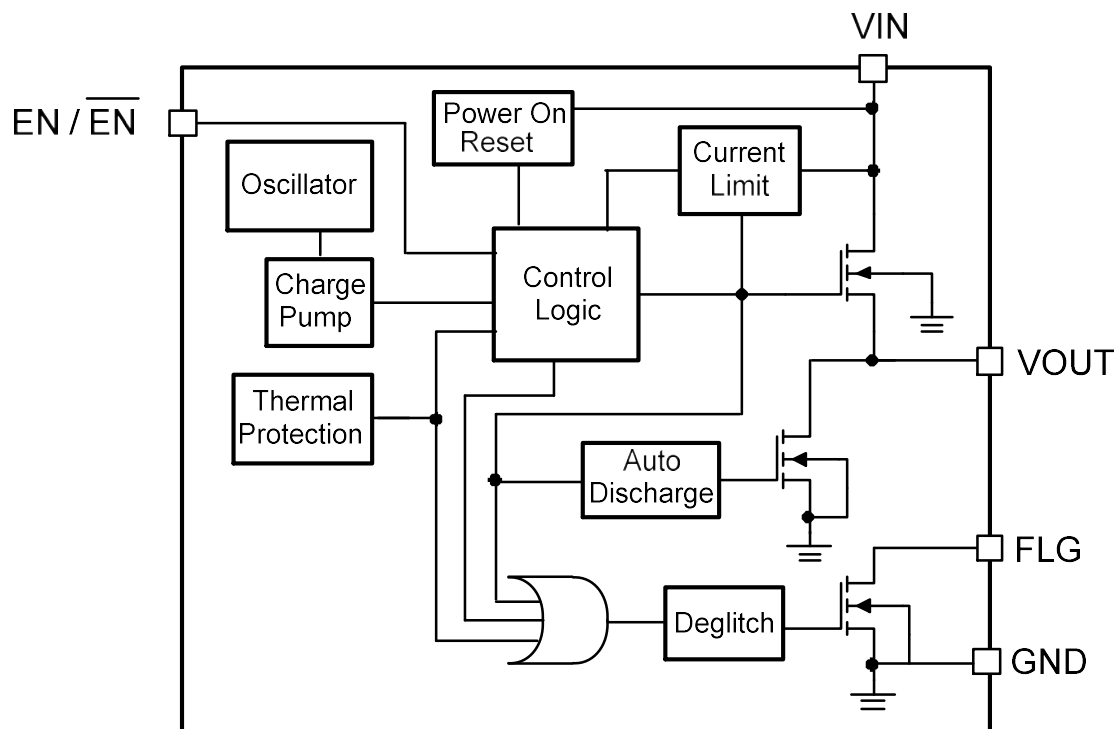 VIN
EN / E̅N̅
Power On
Reset
Current
Limit
Oscillator
Control
Logic
Charge
Pump
VOUT
Thermal
Protection
Auto
Discharge
FLG
Deglitch
GND